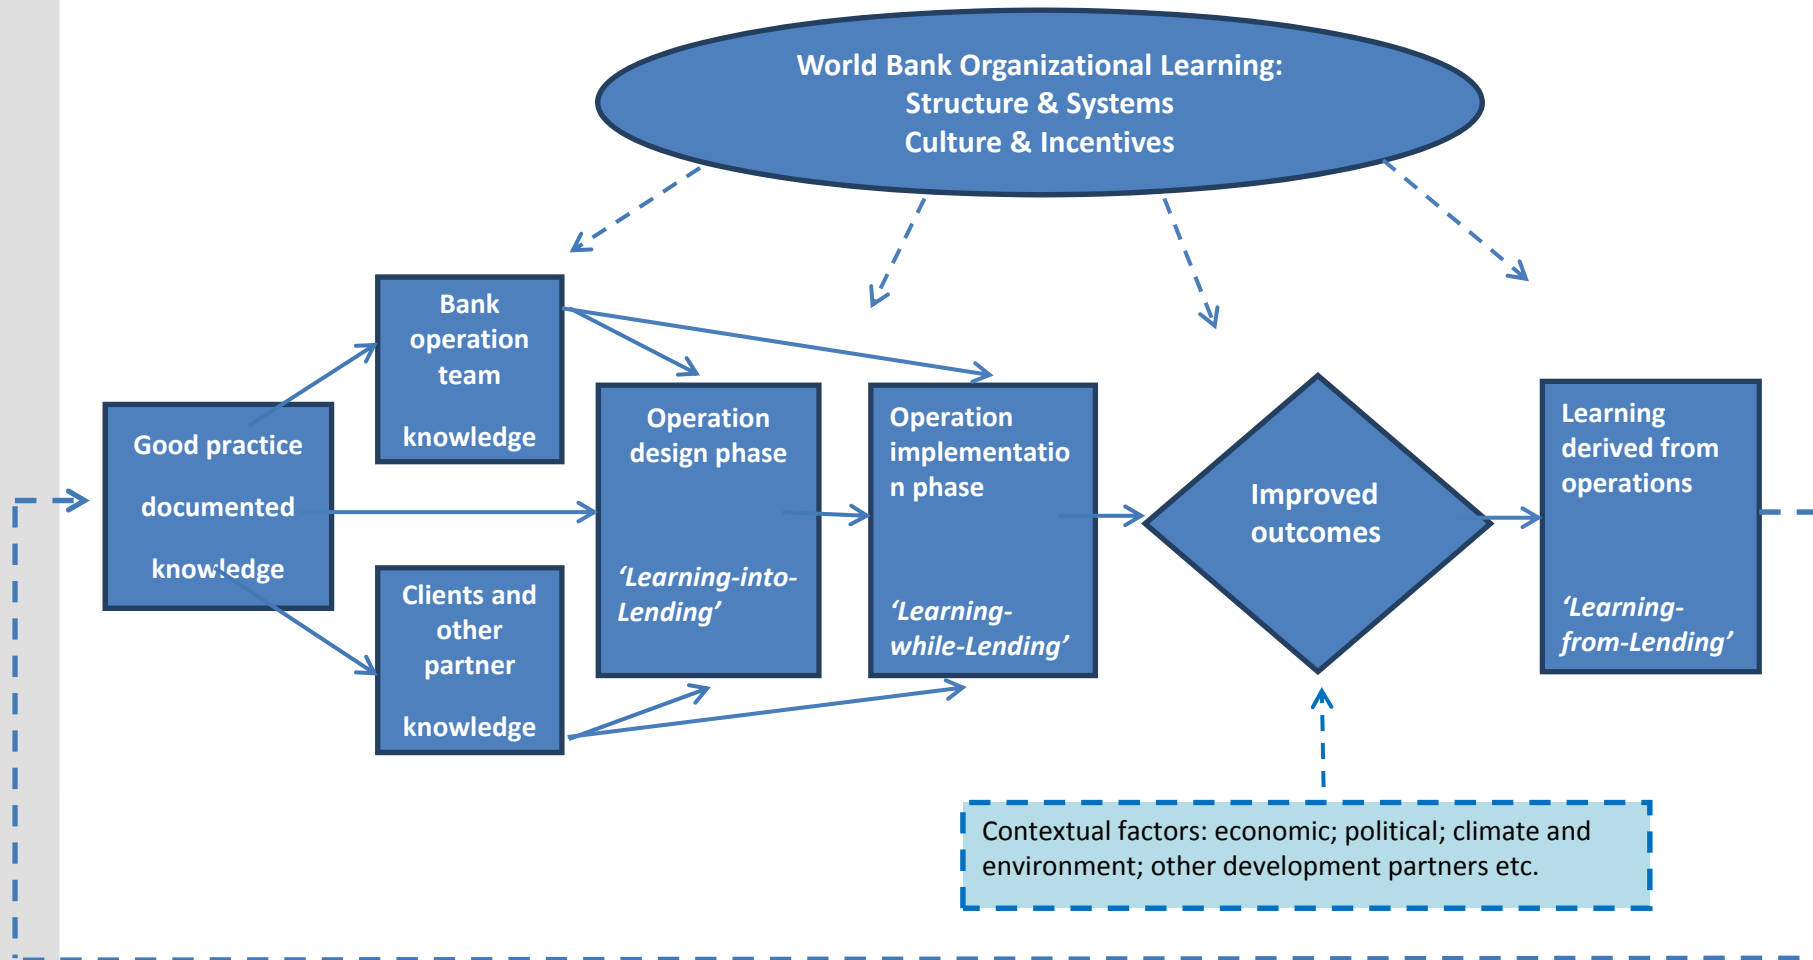 World Bank Organizational Learning:
Structure & Systems
Culture & Incentives
Good practice
documented
knowledge
Bank
operation
team
knowledge
Clients and
other
partner
knowledge
Operation
design phase
‘Learning-into-
Lending’
Operation
implementatio
n phase
‘Learning-
while-Lending’
Improved
outcomes
Learning
derived from
operations
‘Learning-
from-Lending’
Contextual factors: economic; political; climate and
environment; other development partners etc.